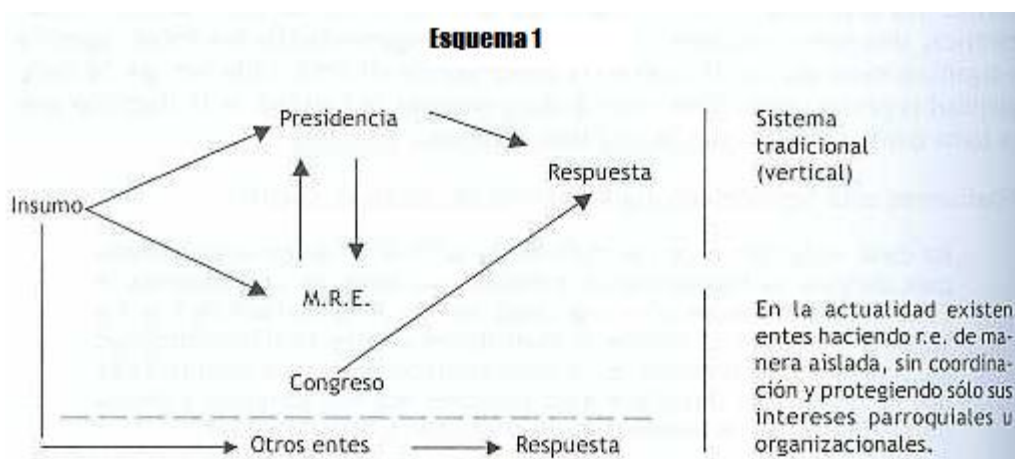 Esquema 1
Presidencia
Respuesta
Insumo
M.R.E.
Congreso
Otros entes
Respuesta
Sistema
tradicional
(vertical)
En la actualidad existen
entes haciendo r.e. de ma-
nera aislada, sin coordina-
ción y protegiendo sólo sus
intereses parroquiales u
organizacionales.